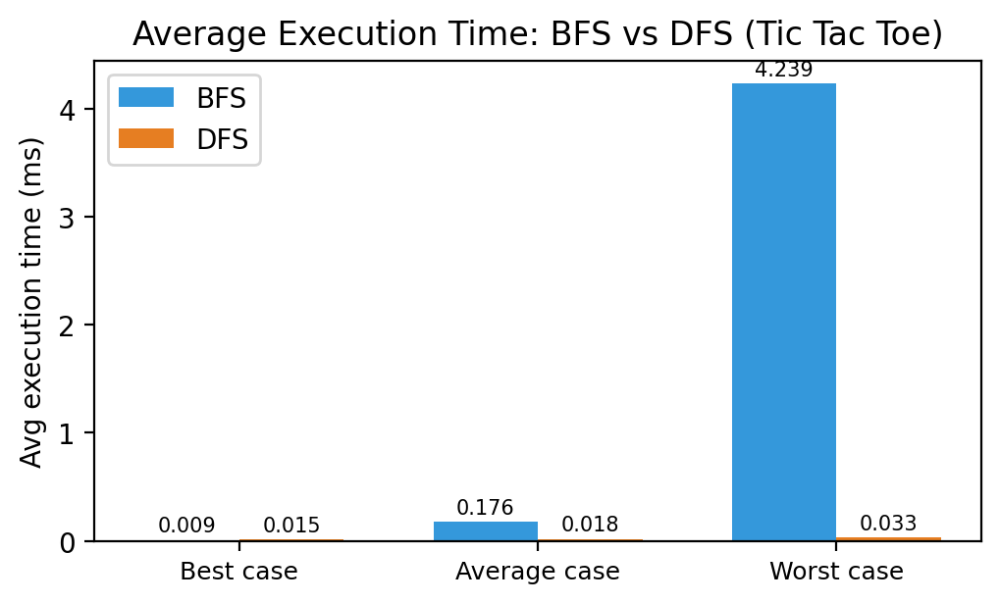 Average Execution Time: BFS vs DFS (Tic Tac Toe)
BFS
DFS
Avg execution time (ms)
4
3
2
1
0
0.009
0.015
0.176
0.018
4.239
0.033
Best case
Average case
Worst case